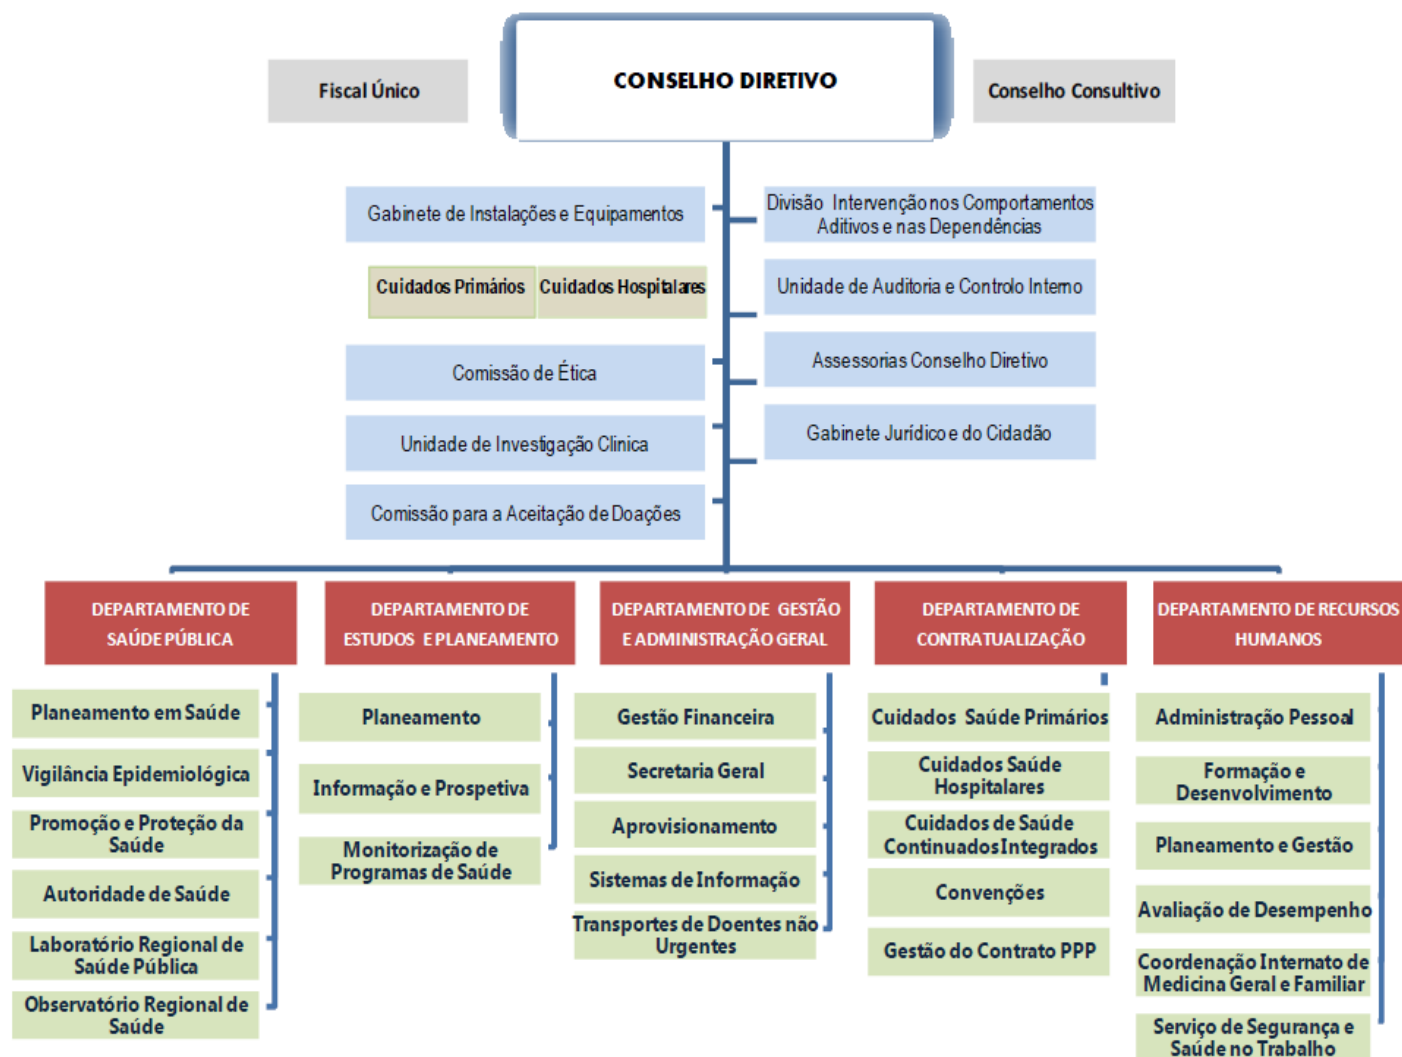 CONSELHO DIRETIVO
Fiscal Único
Conselho Consultivo
Gabinete de Instalações e Equipamentos
Divisão Intervenção nos Comportamentos
Aditivos e nas Dependências
Cuidados Primários
Cuidados Hospitalares
Unidade de Auditoria e Controlo Interno
Comissão de Ética
Assessorias Conselho Diretivo
Unidade de Investigação Clinica
Gabinete Jurídico e do Cidadão
Comissão para a Aceitação de Doações
DEPARTAMENTO DE
SAÚDE PÚBLICA
Planeamento em Saúde
Vigilância Epidemiológica
Promoção e Proteção da
Saúde
Autoridade de Saúde
Laboratório Regional de
Saúde Pública
Observatório Regional de
Saúde
DEPARTAMENTO DE
ESTUDOS E PLANEAMENTO
Planeamento
Informação e Prospetiva
Monitorização de
Programas de Saúde
DEPARTAMENTO DE GESTÃO
E ADMINISTRAÇÃO GERAL
Gestão Financeira
Secretaria Geral
Aprovisionamento
Sistemas de Informação
Transportes de Doentes não
Urgentes
DEPARTAMENTO DE
CONTRATUALIZAÇÃO
Cuidados Saúde Primários
Cuidados Saúde
Hospitalares
Cuidados de Saúde
Continuados Integrados
Convenções
Gestão do Contrato PPP
DEPARTAMENTO DE RECURSOS
HUMANOS
Administração Pessoal
Formação e
Desenvolvimento
Planeamento e Gestão
Avaliação de Desempenho
Coordenação Internato de
Medicina Geral e Familiar
Serviço de Segurança e
Saúde no Trabalho